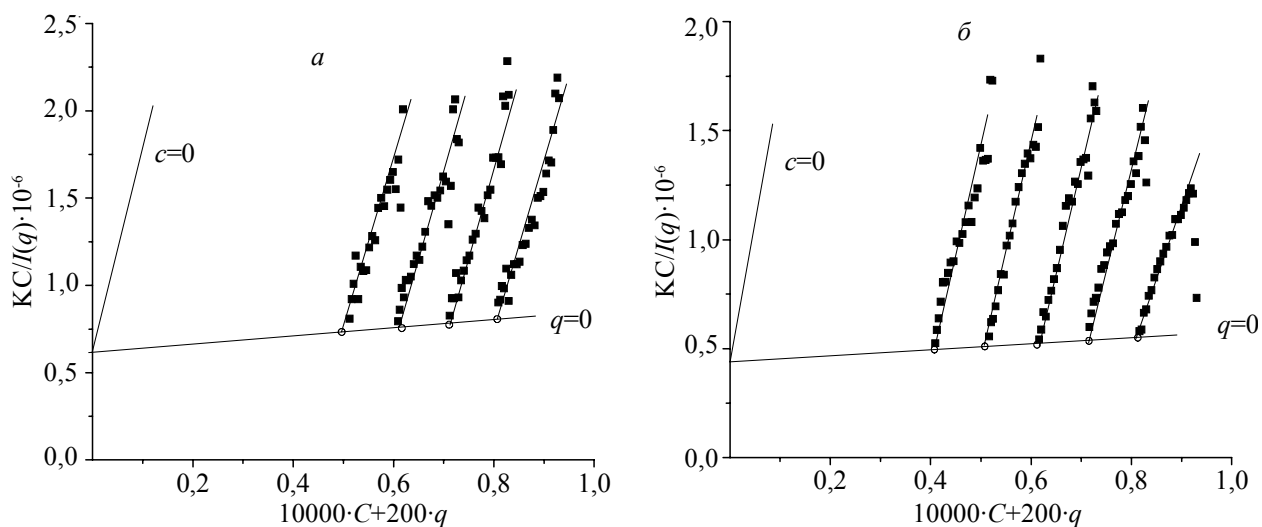 2,5
2,0
1,5
1,0
0,5
0,0
KC/I(q)·10⁻⁶
а
c=0
q=0
0,2 0,4 0,6 0,8 1,0
10000·C+200·q
2,0
1,5
1,0
0,5
0,0
KC/I(q)·10⁻⁶
б
c=0
q=0
0,2 0,4 0,6 0,8 1,0
10000·C+200·q